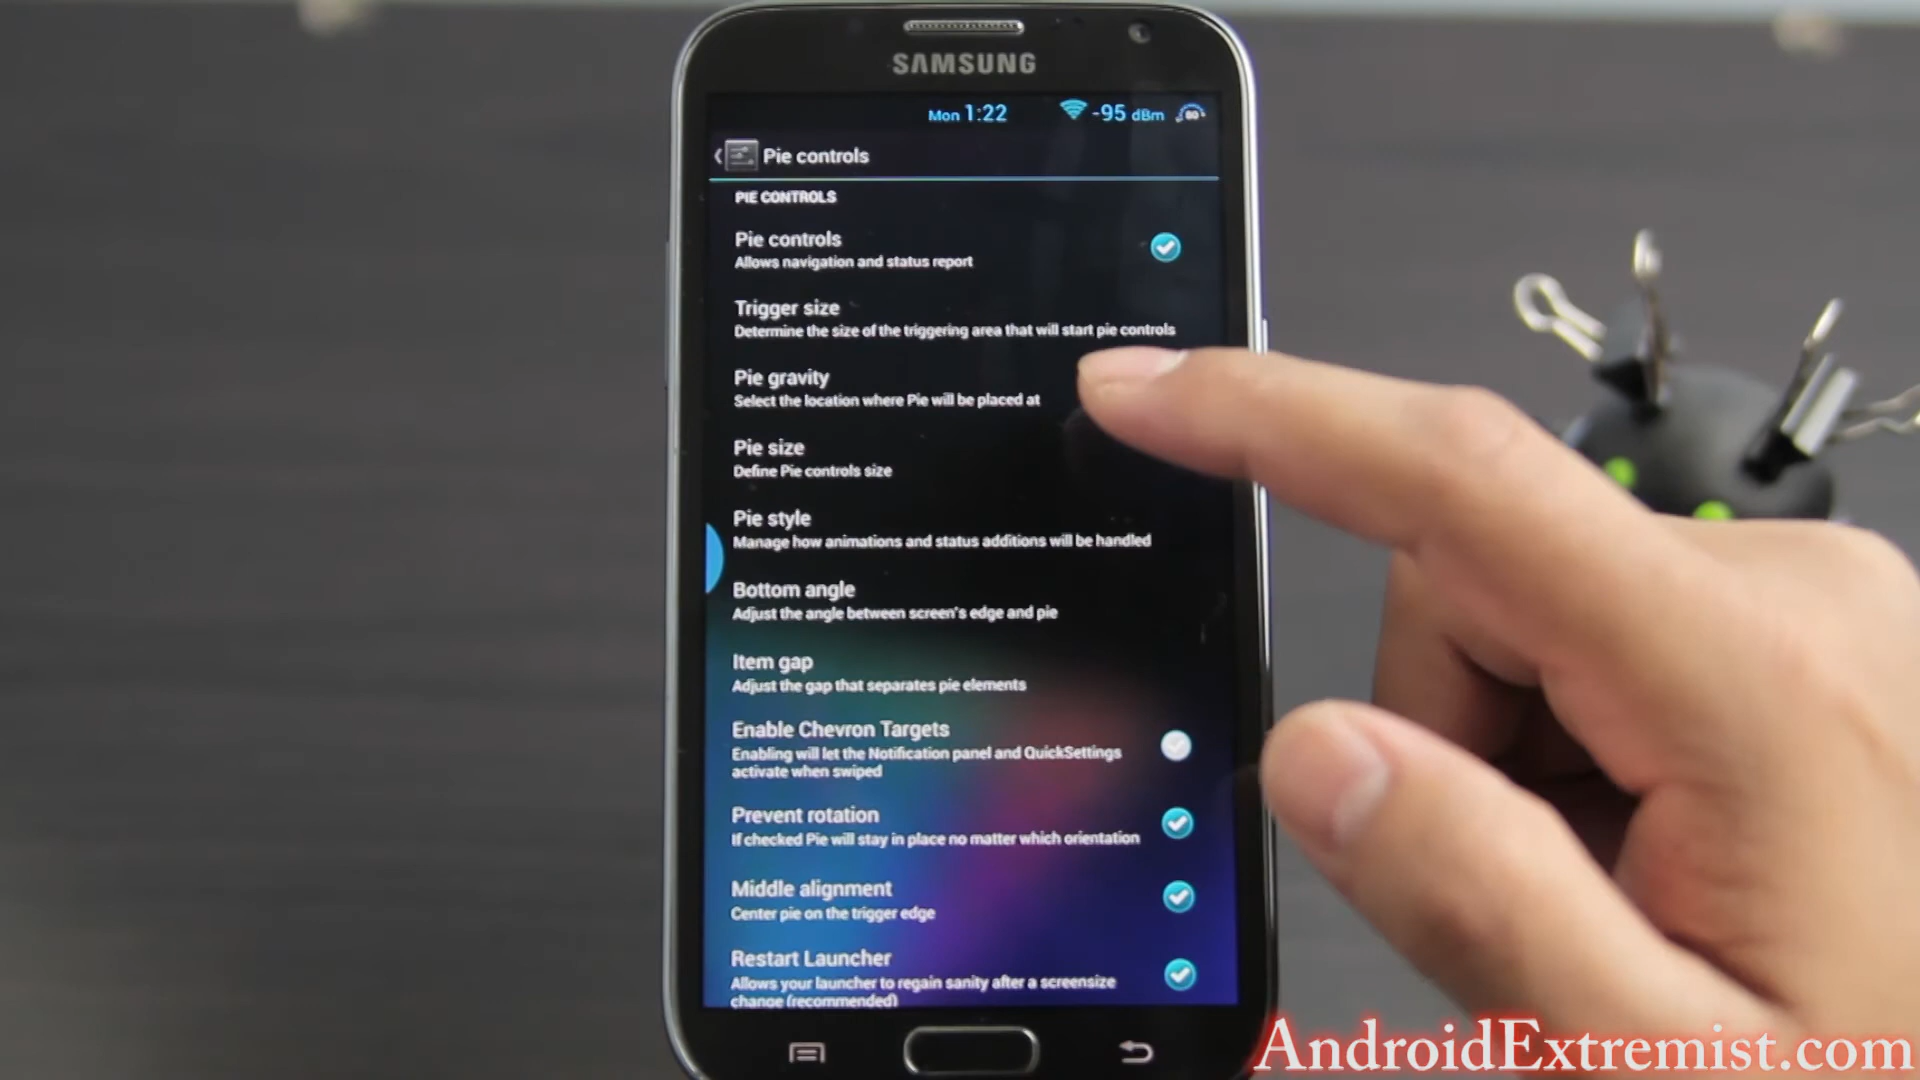 SAMSUNG
Mon 1:22 -95 dBm 80
Pie controls
PIE CONTROLS
Pie controls
Allows navigation and status report
Trigger size
Determine the size of the triggering area that will start pie controls
Pie gravity
Select the location where Pie will be placed at
Pie size
Define Pie controls size
Pie style
Manage how animations and status additions will be handled
Bottom angle
Adjust the angle between screen's edge and pie
Item gap
Adjust the gap that separates pie elements
Enable Chevron Targets
Enabling will let the Notification panel and QuickSettings
activate when swiped
Prevent rotation
If checked Pie will stay in place no matter which orientation
Middle alignment
Center pie on the trigger edge
Restart Launcher
Allows your launcher to regain sanity after a screensize
change (recommended)
AndroidExtremist.com